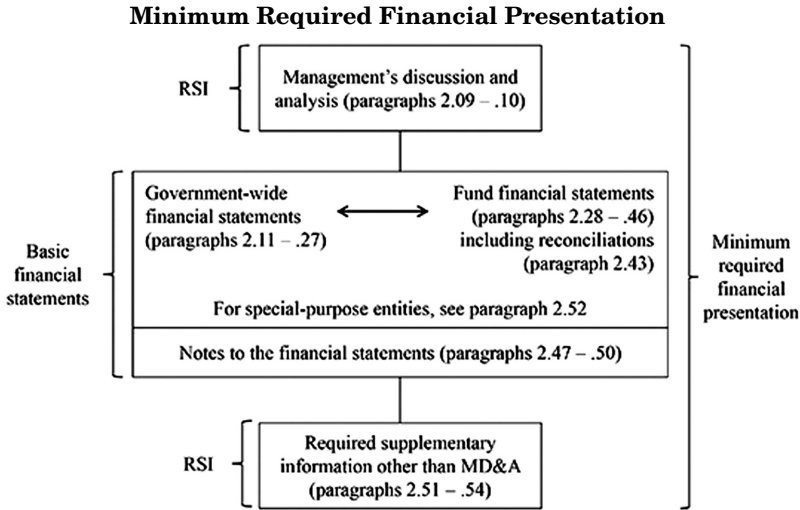 Minimum Required Financial Presentation
RSI
Management's discussion and
analysis (paragraphs 2.09 – .10)
Government-wide
financial statements
(paragraphs 2.11 – .27)
Fund financial statements
(paragraphs 2.28 – .46)
including reconciliations
(paragraph 2.43)
Basic
financial
statements
For special-purpose entities, see paragraph 2.52
Notes to the financial statements (paragraphs 2.47 – .50)
Minimum
required
financial
presentation
RSI
Required supplementary
information other than MD&A
(paragraphs 2.51 – .54)